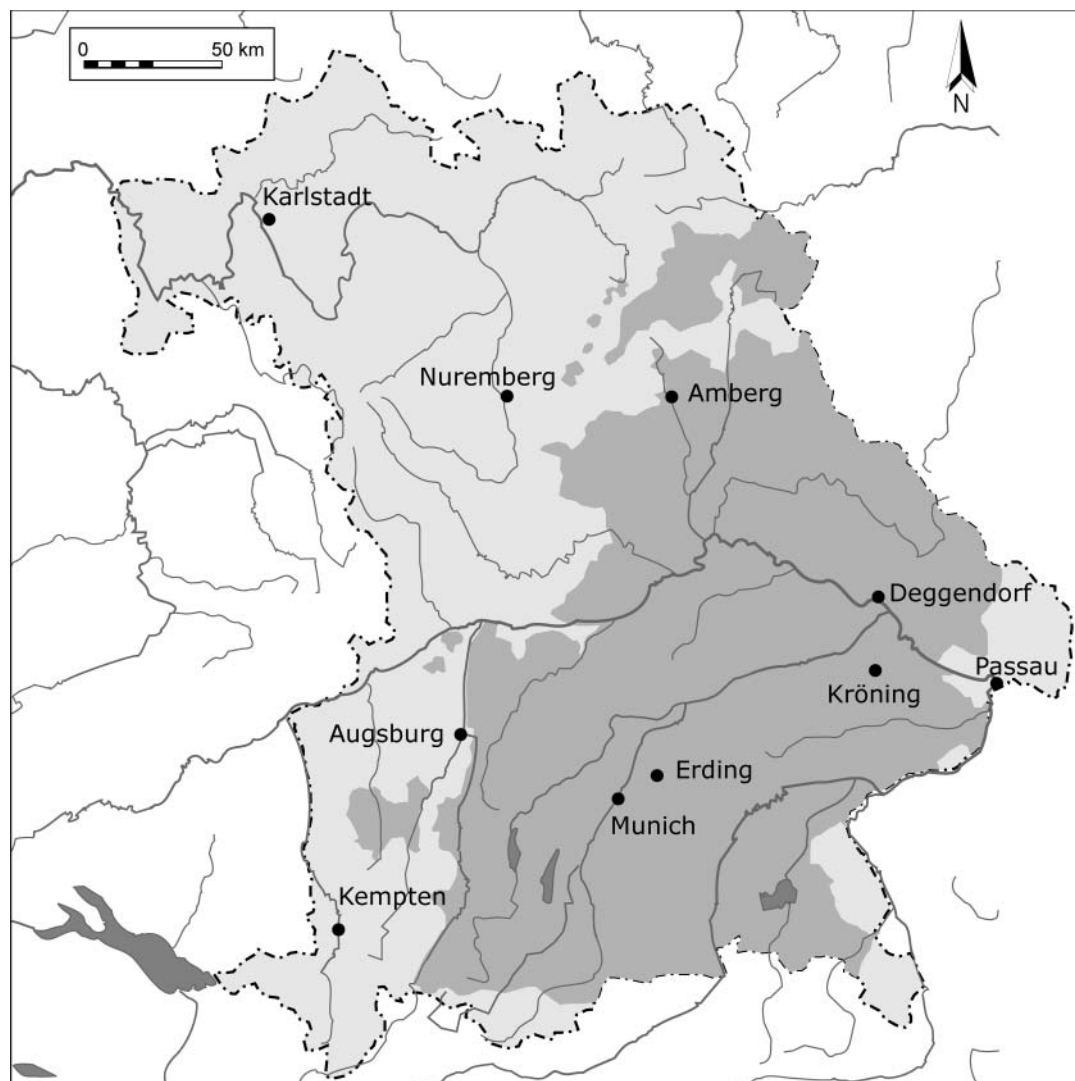 0 50 km
N
Karlstadt
Nuremberg
Amberg
Deggendorf
Passau
Kröning
Augsburg
Erding
Munich
Kempten